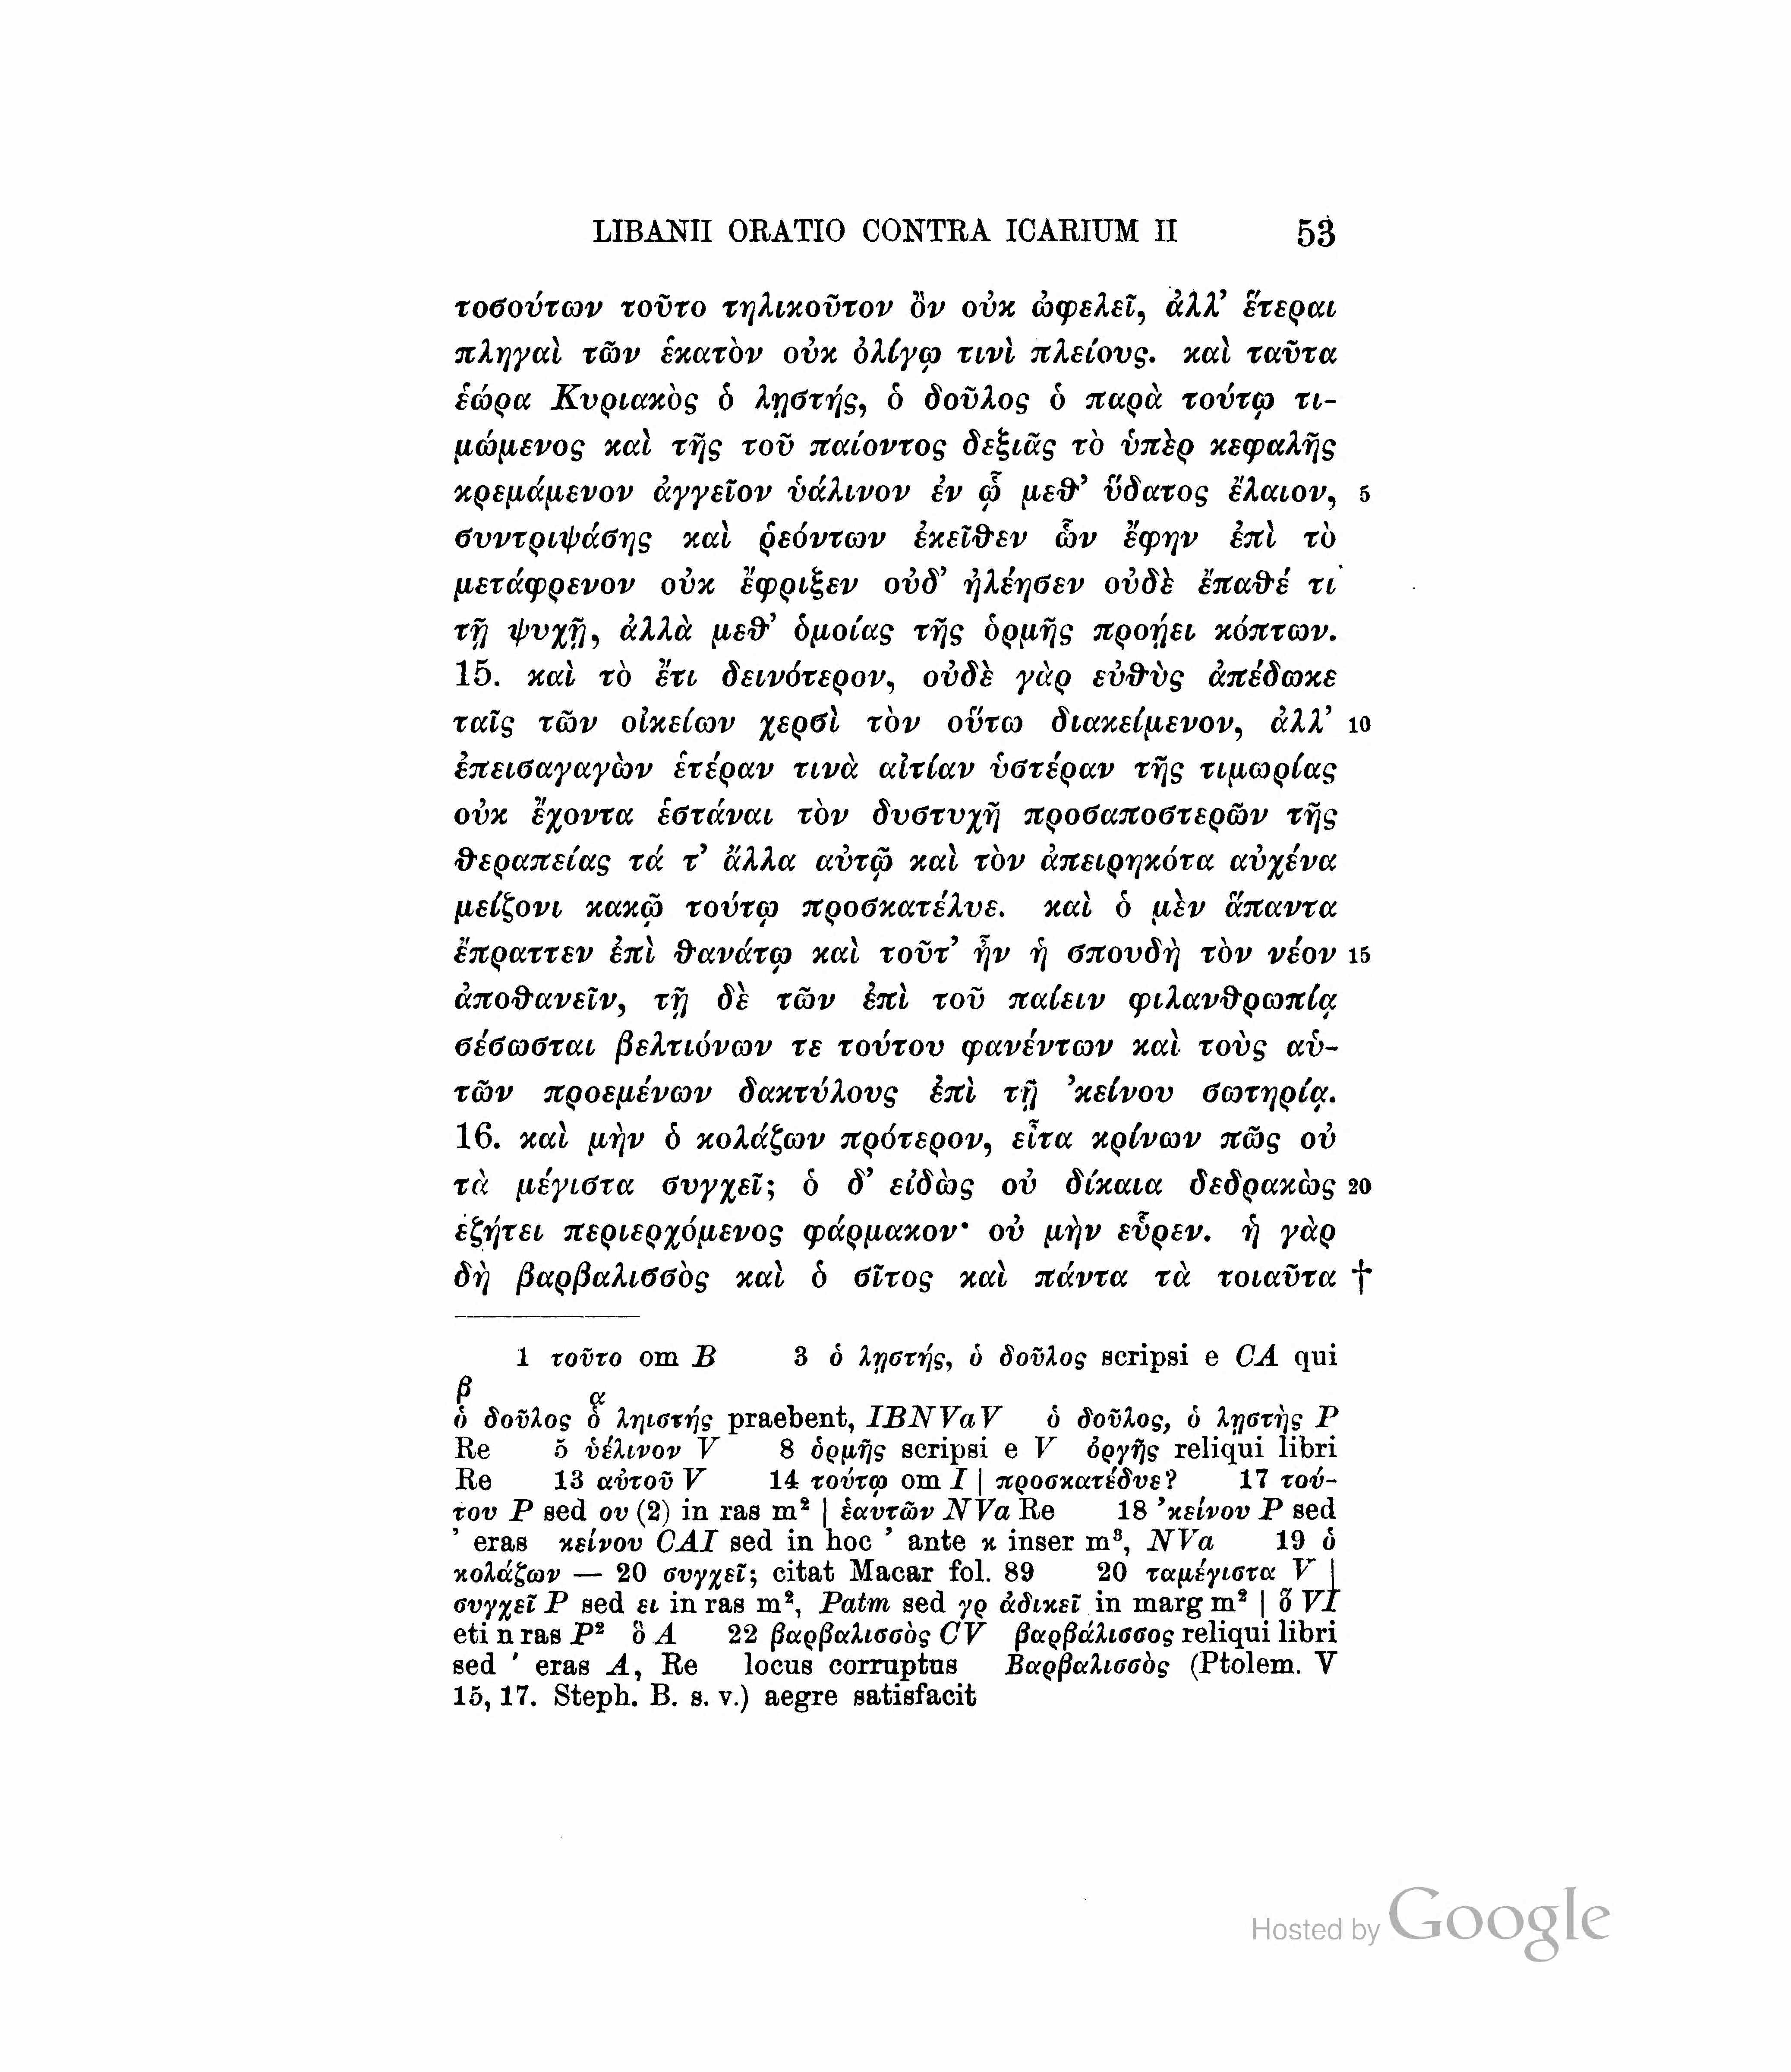 LIBANII ORATIO CONTRA ICARIUM II 53
τοσούτων τοῦτο τηλικοῦτον ὂν οὐκ ὠφελεῖ, ἀλλ’ ἕτεραι
πληγαὶ τῶν ἑκατὸν οὐκ ὀλίγῳ τινὶ πλείους. καὶ ταῦτα
ἑώρα Κυριακὸς ὁ λῃστής, ὁ δοῦλος ὁ παρὰ τούτῳ τι-
μώμενος καὶ τῆς τοῦ παίοντος δεξιᾶς τὸ ὑπὲρ κεφαλῆς
κρεμάμενον ἀγγεῖον ὑάλινον ἐν ᾧ μεθ’ ὕδατος ἔλαιον, 5
συντριψάσης καὶ ῥεόντων ἐκεῖθεν ὧν ἔφην ἐπὶ τὸ
μετάφρενον οὐκ ἔφριξεν οὐδ’ ἠλέησεν οὐδὲ ἔπαθέ τι
τῇ ψυχῇ, ἀλλὰ μεθ’ ὁμοίας τῆς ὁρμῆς προῄει κόπτων.
15. καὶ τὸ ἔτι δεινότερον, οὐδὲ γὰρ εὐθὺς ἀπέδωκε
ταῖς τῶν οἰκείων χερσὶ τὸν οὕτω διακείμενον, ἀλλ’ 10
ἐπεισαγαγὼν ἑτέραν τινὰ αἰτίαν ὑστέραν τῆς τιμωρίας
οὐκ ἔχοντα ἑστάναι τὸν δυστυχῆ προσαποστερῶν τῆς
θεραπείας τά τ’ ἄλλα αὐτῷ καὶ τὸν ἀπειρηκότα αὐχένα
μείζονι κακῷ τούτῳ προσκατέλυε. καὶ ὁ μὲν ἅπαντα
ἔπραττεν ἐπὶ θανάτῳ καὶ τοῦτ’ ἦν ἡ σπουδὴ τὸν νέον 15
ἀποθανεῖν, τῇ δὲ τῶν ἐπὶ τοῦ παίειν φιλανθρωπίᾳ
σέσωσται βελτιόνων τε τούτου φανέντων καὶ τοὺς αὑ-
τῶν προεμένων δακτύλους ἐπὶ τῇ ’κείνου σωτηρίᾳ.
16. καὶ μὴν ὁ κολάζων πρότερον, εἶτα κρίνων πῶς οὐ
τὰ μέγιστα συγχεῖ; ὁ δ’ εἰδὼς οὐ δίκαια δεδρακὼς 20
ἐζήτει περιερχόμενος φάρμακον· οὐ μὴν εὗρεν. ἡ γὰρ
δὴ βαρβαλισσὸς καὶ ὁ σῖτος καὶ πάντα τὰ τοιαῦτα †
1 τοῦτο om B 3 ὁ λῃστής, ὁ δοῦλος scripsi e CA qui
β α
ὁ δοῦλος ὁ ληιστής praebent, IBNVaV ὁ δοῦλος, ὁ λῃστὴς P
Re 5 ὑέλινον V 8 ὁρμῆς scripsi e V ὀργῆς reliqui libri
Re 13 αὐτοῦ V 14 τούτῳ om I | προσκατέδυε? 17 τού-
του P sed ου (2) in ras m² | ἑαυτῶν NVa Re 18 ’κείνου P sed
’ eras κείνου CAI sed in hoc ’ ante κ inser m³, NVa 19 ὁ
κολάζων — 20 συγχεῖ; citat Macar fol. 89 20 ταμέγιστα V |
συγχεῖ P sed ει in ras m², Patm sed γρ ἀδικεῖ in marg m² | ὅ VI
eti n ras P² ὃ A 22 βαρβαλισσὸς CV βαρβάλισσος reliqui libri
sed ' eras A, Re locus corruptus Βαρβαλισσὸς (Ptolem. V
15, 17. Steph. B. s. v.) aegre satisfacit
Hosted by Google